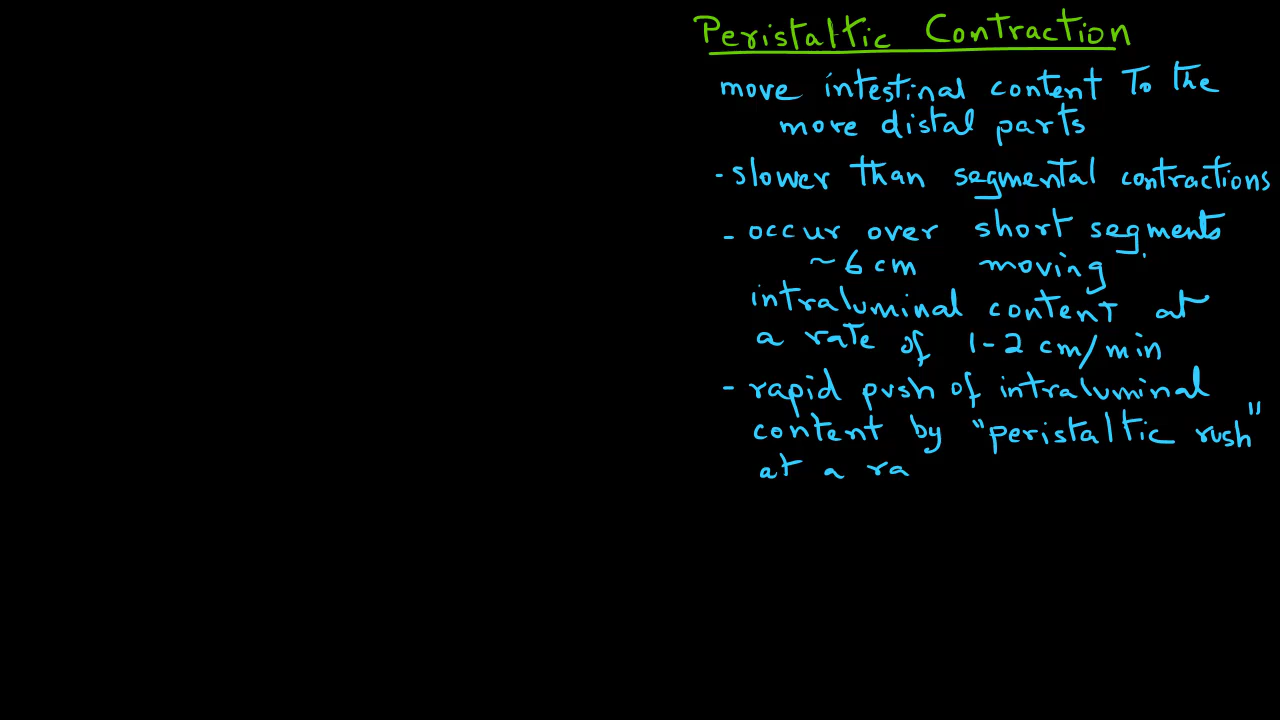 Peristaltic Contraction
move intestinal content to the
more distal parts
- slower than segmental contractions
- occur over short segments
~ 6 cm moving
intraluminal content at
a rate of 1-2 cm/min
- rapid push of intraluminal
content by "peristaltic rush"
at a ra